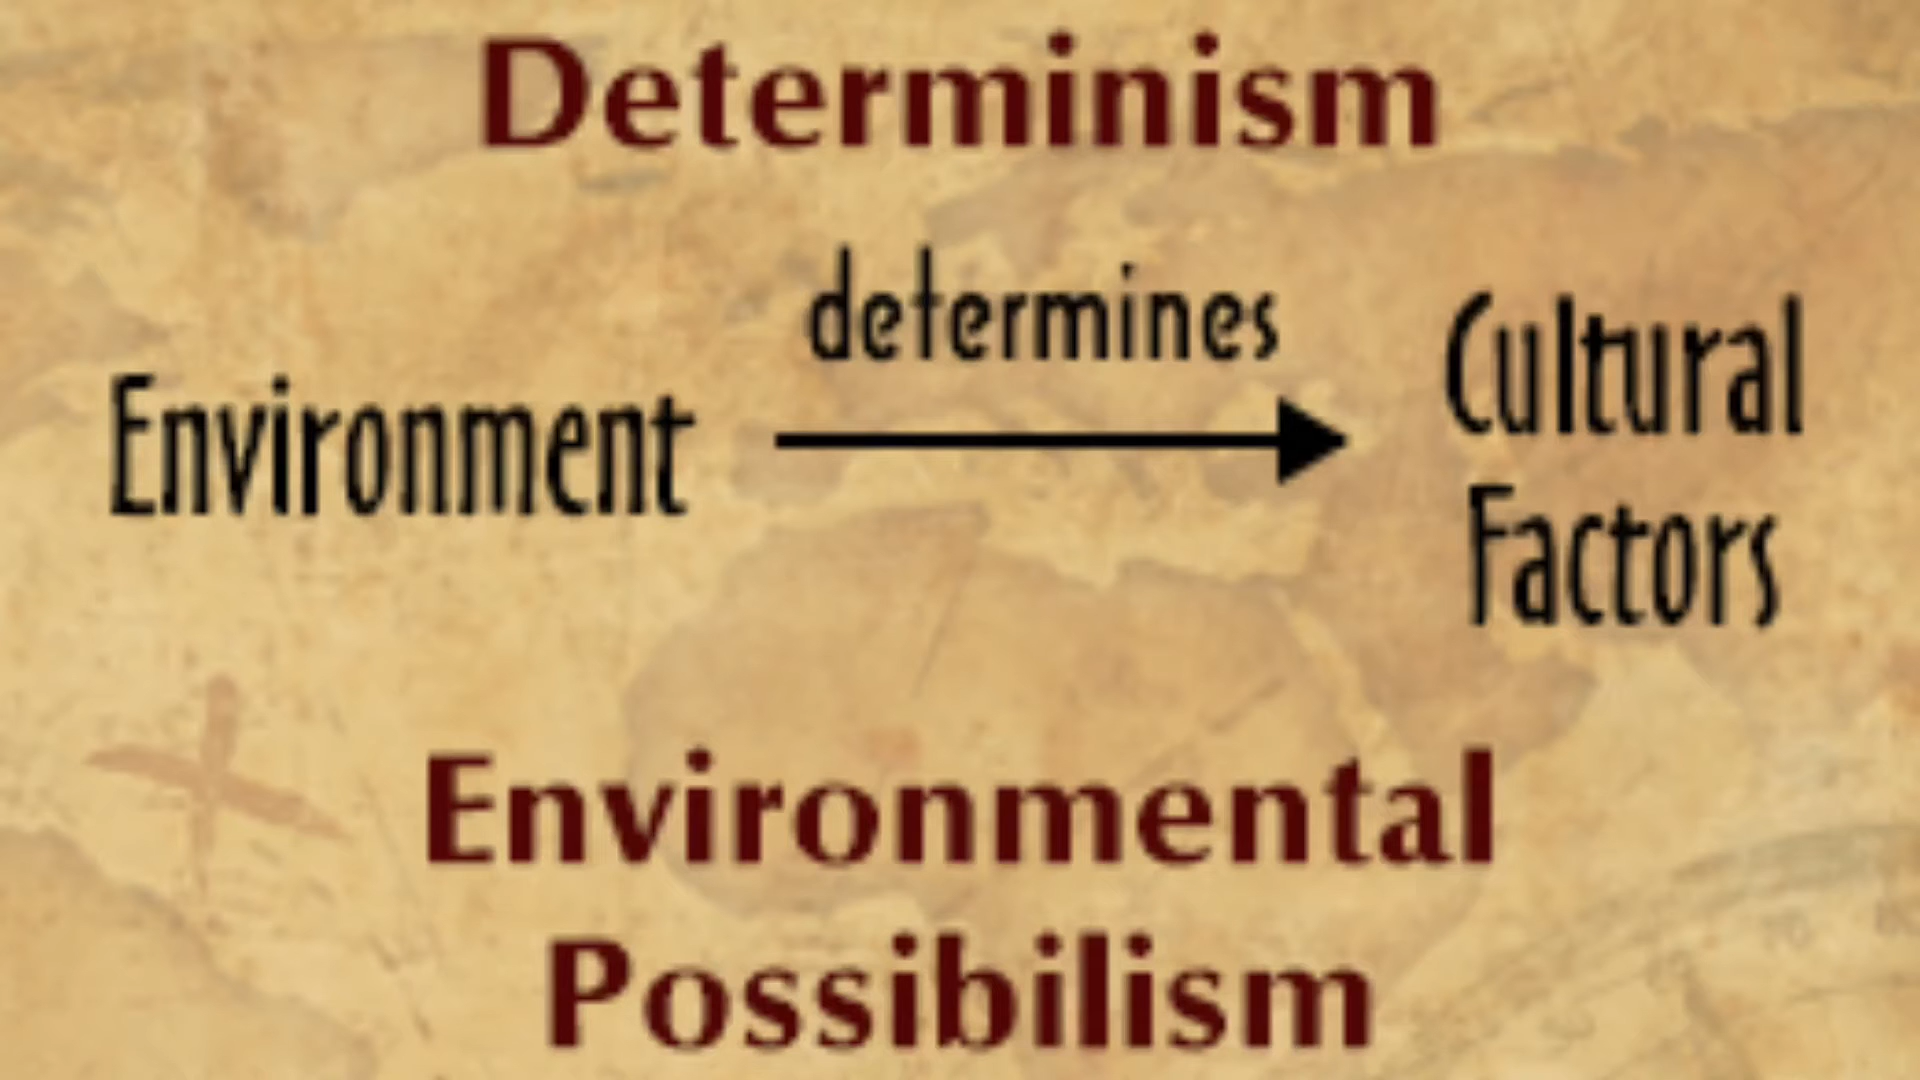 Determinism
determines
Environment
Cultural
Factors
Environmental
Possibilism